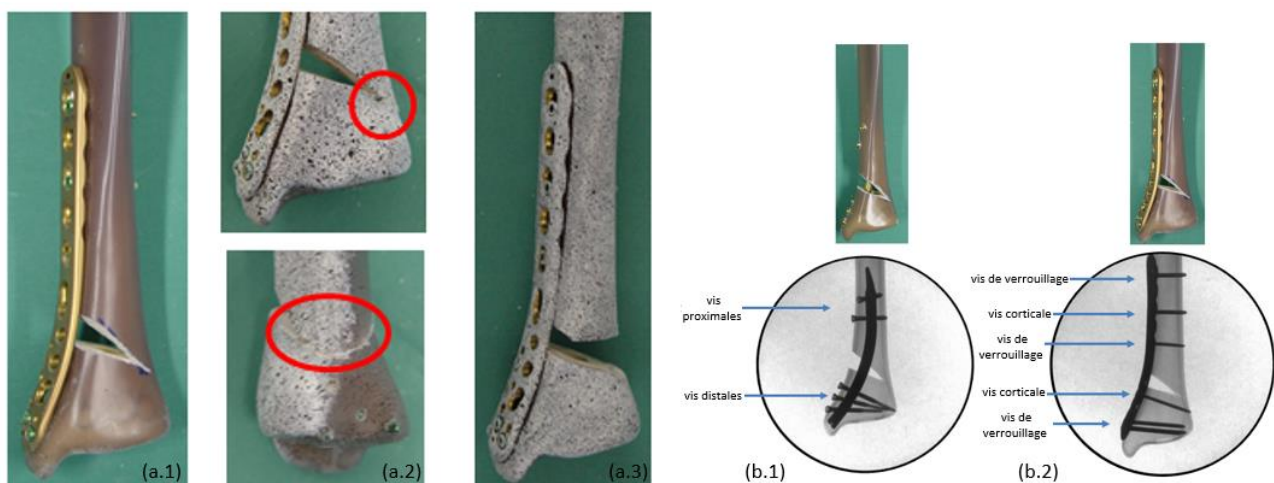 (a.1)
(a.2)
(a.3)
vis
proximales
vis distales
(b.1)
vis de verrouillage
vis corticale
vis de
verrouillage
vis corticale
vis de
verrouillage
(b.2)